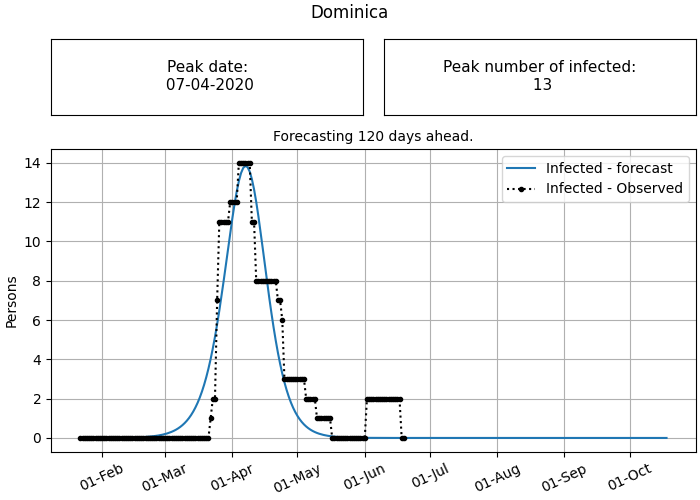 Dominica
Peak date:
07-04-2020
Peak number of infected:
13
Forecasting 120 days ahead.
Infected - forecast
Infected - Observed
Persons
14
12
10
8
6
4
2
0
01-Feb
01-Mar
01-Apr
01-May
01-Jun
01-Jul
01-Aug
01-Sep
01-Oct